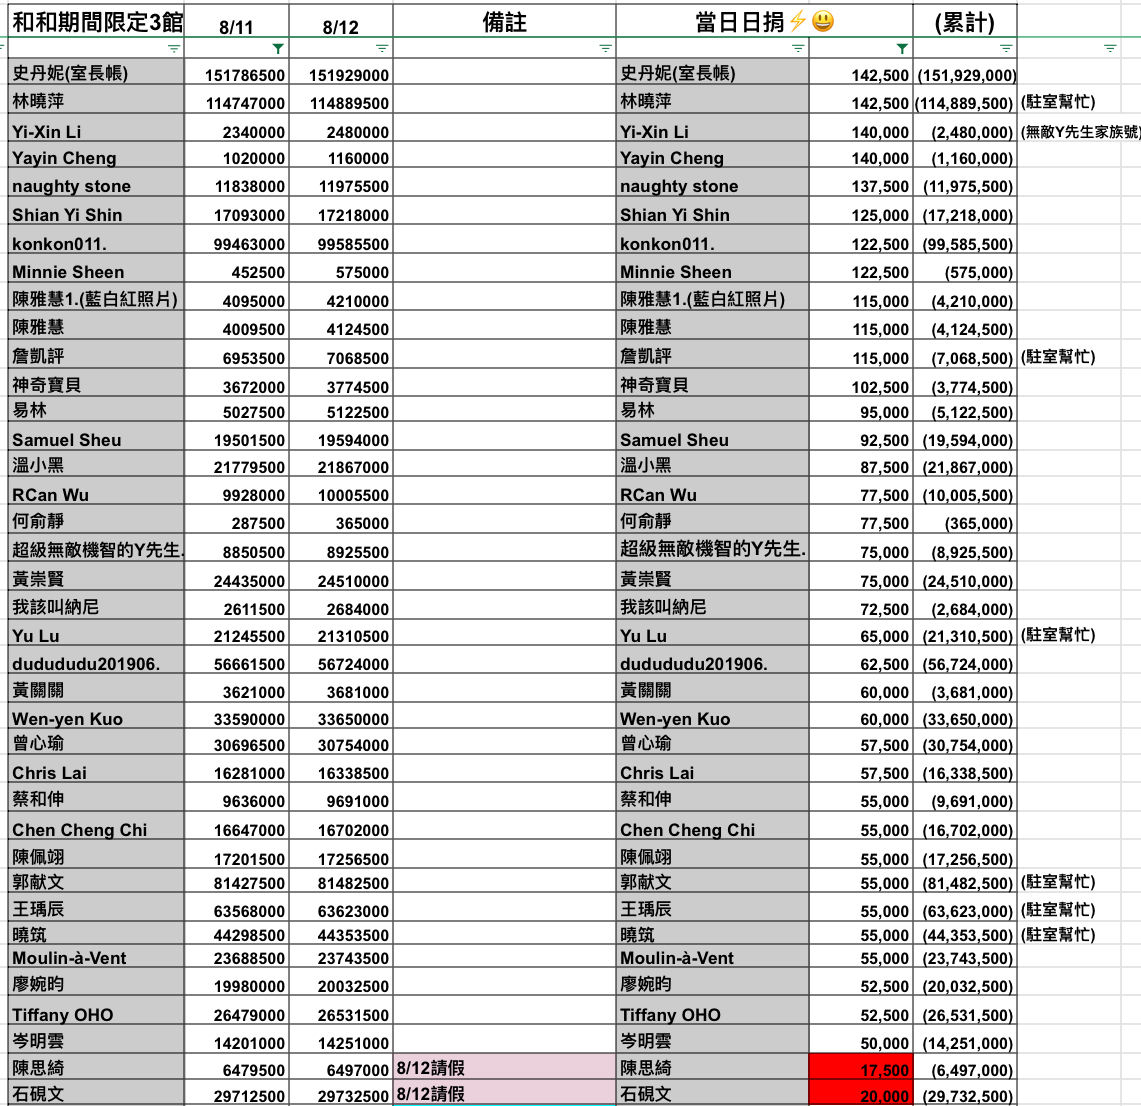 和和期間限定3館 8/11 8/12 備註 當日日捐⚡😃 (累計)
史丹妮(室長帳) 151786500 151929000 史丹妮(室長帳) 142,500 (151,929,000)
林曉萍 114747000 114889500 林曉萍 142,500 (114,889,500) (駐室幫忙)
Yi-Xin Li 2340000 2480000 Yi-Xin Li 140,000 (2,480,000) (無敵Y先生家族號)
Yayin Cheng 1020000 1160000 Yayin Cheng 140,000 (1,160,000)
naughty stone 11838000 11975500 naughty stone 137,500 (11,975,500)
Shian Yi Shin 17093000 17218000 Shian Yi Shin 125,000 (17,218,000)
konkon011. 99463000 99585500 konkon011. 122,500 (99,585,500)
Minnie Sheen 452500 575000 Minnie Sheen 122,500 (575,000)
陳雅慧1.(藍白紅照片) 4095000 4210000 陳雅慧1.(藍白紅照片) 115,000 (4,210,000)
陳雅慧 4009500 4124500 陳雅慧 115,000 (4,124,500)
詹凱評 6953500 7068500 詹凱評 115,000 (7,068,500) (駐室幫忙)
神奇寶貝 3672000 3774500 神奇寶貝 102,500 (3,774,500)
易林 5027500 5122500 易林 95,000 (5,122,500)
Samuel Sheu 19501500 19594000 Samuel Sheu 92,500 (19,594,000)
溫小黑 21779500 21867000 溫小黑 87,500 (21,867,000)
RCan Wu 9928000 10005500 RCan Wu 77,500 (10,005,500)
何俞靜 287500 365000 何俞靜 77,500 (365,000)
超級無敵機智的Y先生. 8850500 8925500 超級無敵機智的Y先生. 75,000 (8,925,500)
黃崇賢 24435000 24510000 黃崇賢 75,000 (24,510,000)
我該叫納尼 2611500 2684000 我該叫納尼 72,500 (2,684,000)
Yu Lu 21245500 21310500 Yu Lu 65,000 (21,310,500) (駐室幫忙)
dudududu201906. 56661500 56724000 dudududu201906. 62,500 (56,724,000)
黃關關 3621000 3681000 黃關關 60,000 (3,681,000)
Wen-yen Kuo 33590000 33650000 Wen-yen Kuo 60,000 (33,650,000)
曾心瑜 30696500 30754000 曾心瑜 57,500 (30,754,000)
Chris Lai 16281000 16338500 Chris Lai 57,500 (16,338,500)
蔡和伸 9636000 9691000 蔡和伸 55,000 (9,691,000)
Chen Cheng Chi 16647000 16702000 Chen Cheng Chi 55,000 (16,702,000)
陳佩翊 17201500 17256500 陳佩翊 55,000 (17,256,500)
郭献文 81427500 81482500 郭献文 55,000 (81,482,500) (駐室幫忙)
王瑀辰 63568000 63623000 王瑀辰 55,000 (63,623,000) (駐室幫忙)
曉筑 44298500 44353500 曉筑 55,000 (44,353,500) (駐室幫忙)
Moulin-à-Vent 23688500 23743500 Moulin-à-Vent 55,000 (23,743,500)
廖婉昀 19980000 20032500 廖婉昀 52,500 (20,032,500)
Tiffany OHO 26479000 26531500 Tiffany OHO 52,500 (26,531,500)
岑明雲 14201000 14251000 岑明雲 50,000 (14,251,000)
陳思綺 6479500 6497000 8/12請假 陳思綺 17,500 (6,497,000)
石硯文 29712500 29732500 8/12請假 石硯文 20,000 (29,732,500)